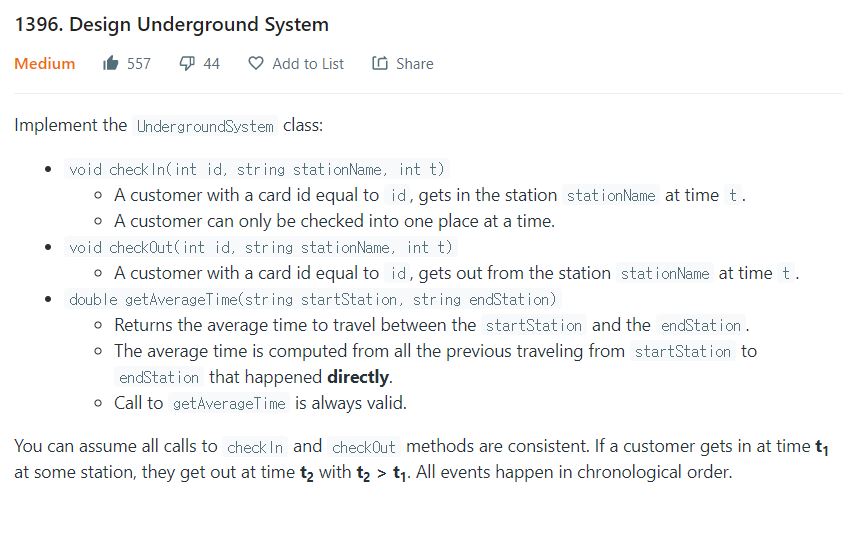 1396. Design Underground System
Medium 557 44 Add to List Share
Implement the UndergroundSystem class:
• void checkIn(int id, string stationName, int t)
◦ A customer with a card id equal to id, gets in the station stationName at time t.
◦ A customer can only be checked into one place at a time.
• void checkOut(int id, string stationName, int t)
◦ A customer with a card id equal to id, gets out from the station stationName at time t.
• double getAverageTime(string startStation, string endStation)
◦ Returns the average time to travel between the startStation and the endStation.
◦ The average time is computed from all the previous traveling from startStation to
endStation that happened directly.
◦ Call to getAverageTime is always valid.
You can assume all calls to checkIn and checkOut methods are consistent. If a customer gets in at time t₁
at some station, they get out at time t₂ with t₂ > t₁. All events happen in chronological order.